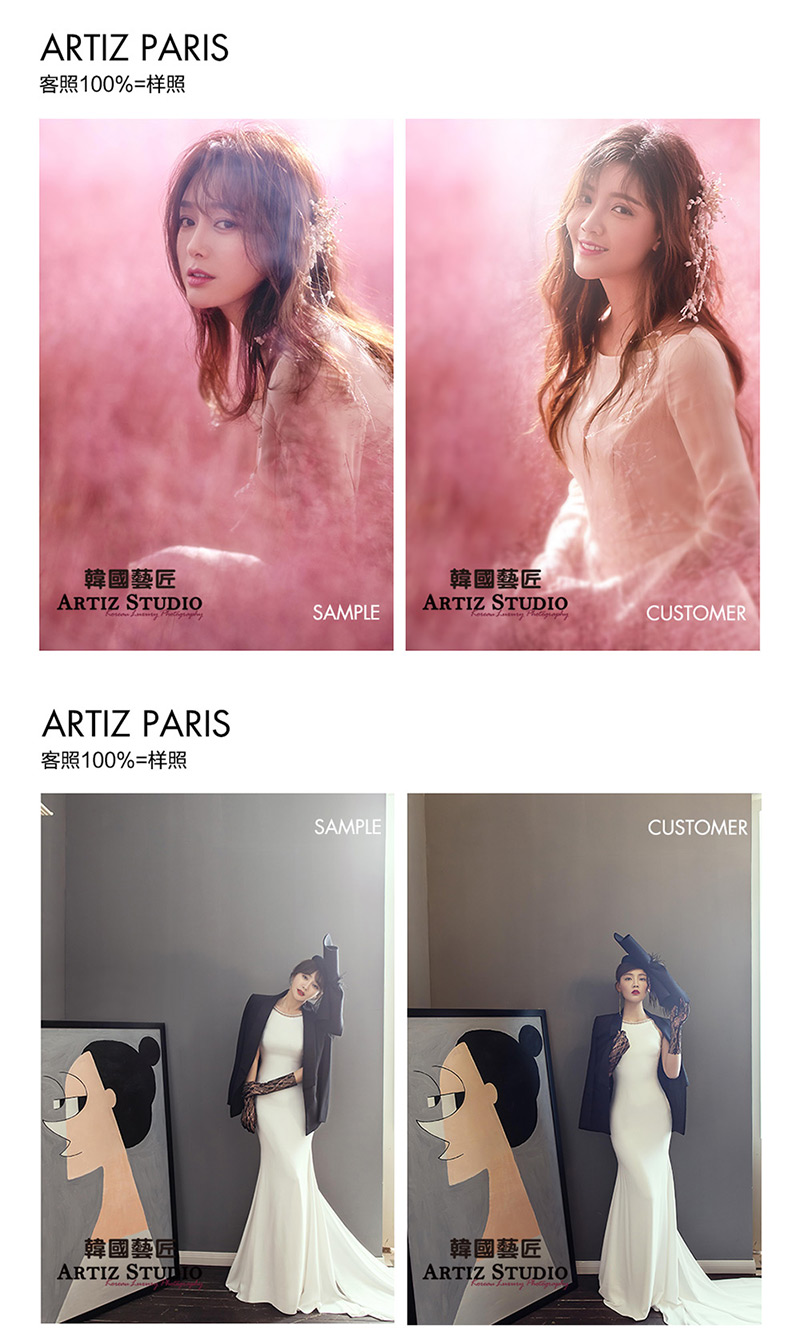 ARTIZ PARIS
客照100%=样照
韓國藝匠
ARTIZ STUDIO
Korean Luxury Photography
SAMPLE
韓國藝匠
ARTIZ STUDIO
Korean Luxury Photography
CUSTOMER
ARTIZ PARIS
客照100%=样照
SAMPLE
CUSTOMER
韓國藝匠
ARTIZ STUDIO
Korean Luxury Photography
韓國藝匠
ARTIZ STUDIO
Korean Luxury Photography